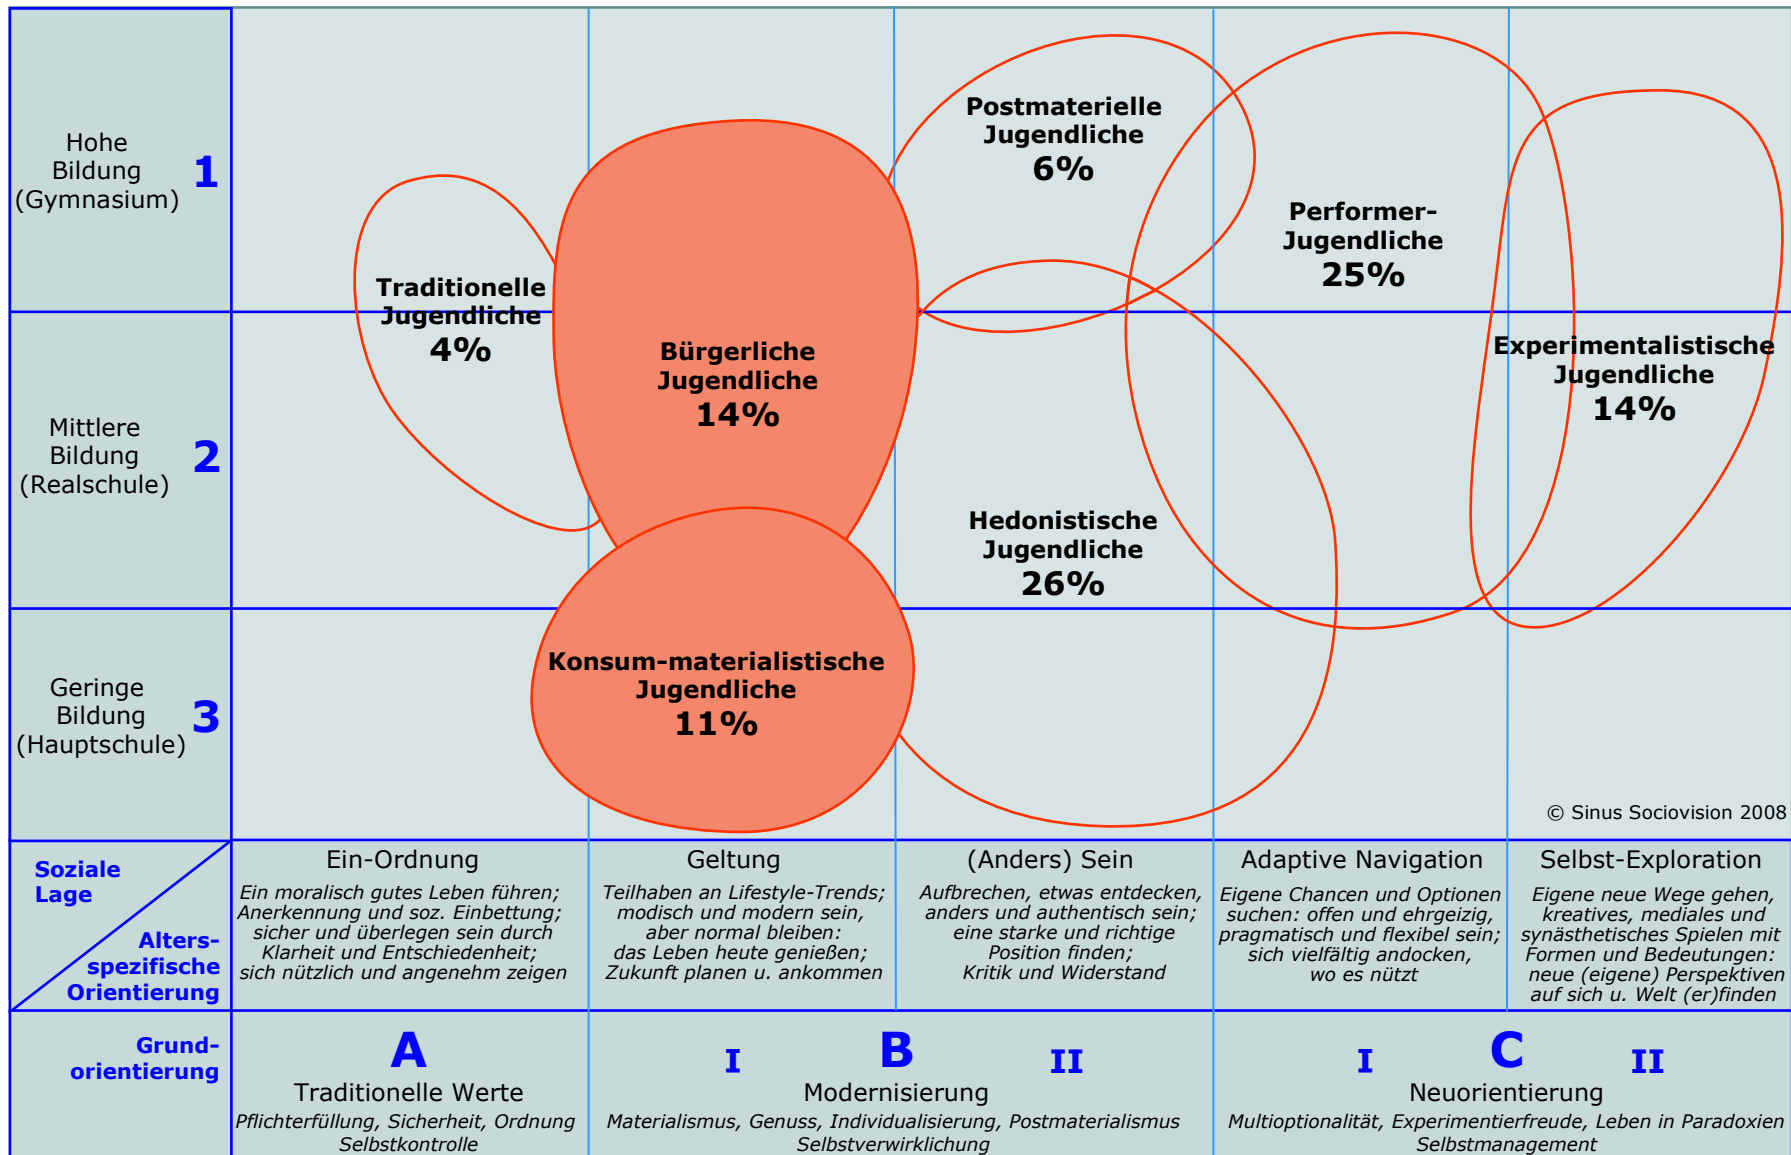 Hohe
Bildung
(Gymnasium)
1
Mittlere
Bildung
(Realschule)
2
Geringe
Bildung
(Hauptschule)
3
Traditionelle
Jugendliche
4%
Bürgerliche
Jugendliche
14%
Konsum-materialistische
Jugendliche
11%
Postmaterielle
Jugendliche
6%
Hedonistische
Jugendliche
26%
Performer-
Jugendliche
25%
Experimentalistische
Jugendliche
14%
© Sinus Sociovision 2008
Soziale
Lage
Alters-
spezifische
Orientierung
Ein-Ordnung
Ein moralisch gutes Leben führen;
Anerkennung und soz. Einbettung;
sicher und überlegen sein durch
Klarheit und Entschiedenheit;
sich nützlich und angenehm zeigen
Geltung
Teilhaben an Lifestyle-Trends;
modisch und modern sein,
aber normal bleiben:
das Leben heute genießen;
Zukunft planen u. ankommen
(Anders) Sein
Aufbrechen, etwas entdecken,
anders und authentisch sein;
eine starke und richtige
Position finden;
Kritik und Widerstand
Adaptive Navigation
Eigene Chancen und Optionen
suchen: offen und ehrgeizig,
pragmatisch und flexibel sein;
sich vielfältig andocken,
wo es nützt
Selbst-Exploration
Eigene neue Wege gehen,
kreatives, mediales und
synästhetisches Spielen mit
Formen und Bedeutungen:
neue (eigene) Perspektiven
auf sich u. Welt (er)finden
Grund-
orientierung
A
Traditionelle Werte
Pflichterfüllung, Sicherheit, Ordnung
Selbstkontrolle
I B II
Modernisierung
Materialismus, Genuss, Individualisierung, Postmaterialismus
Selbstverwirklichung
I C II
Neuorientierung
Multioptionalität, Experimentierfreude, Leben in Paradoxien
Selbstmanagement